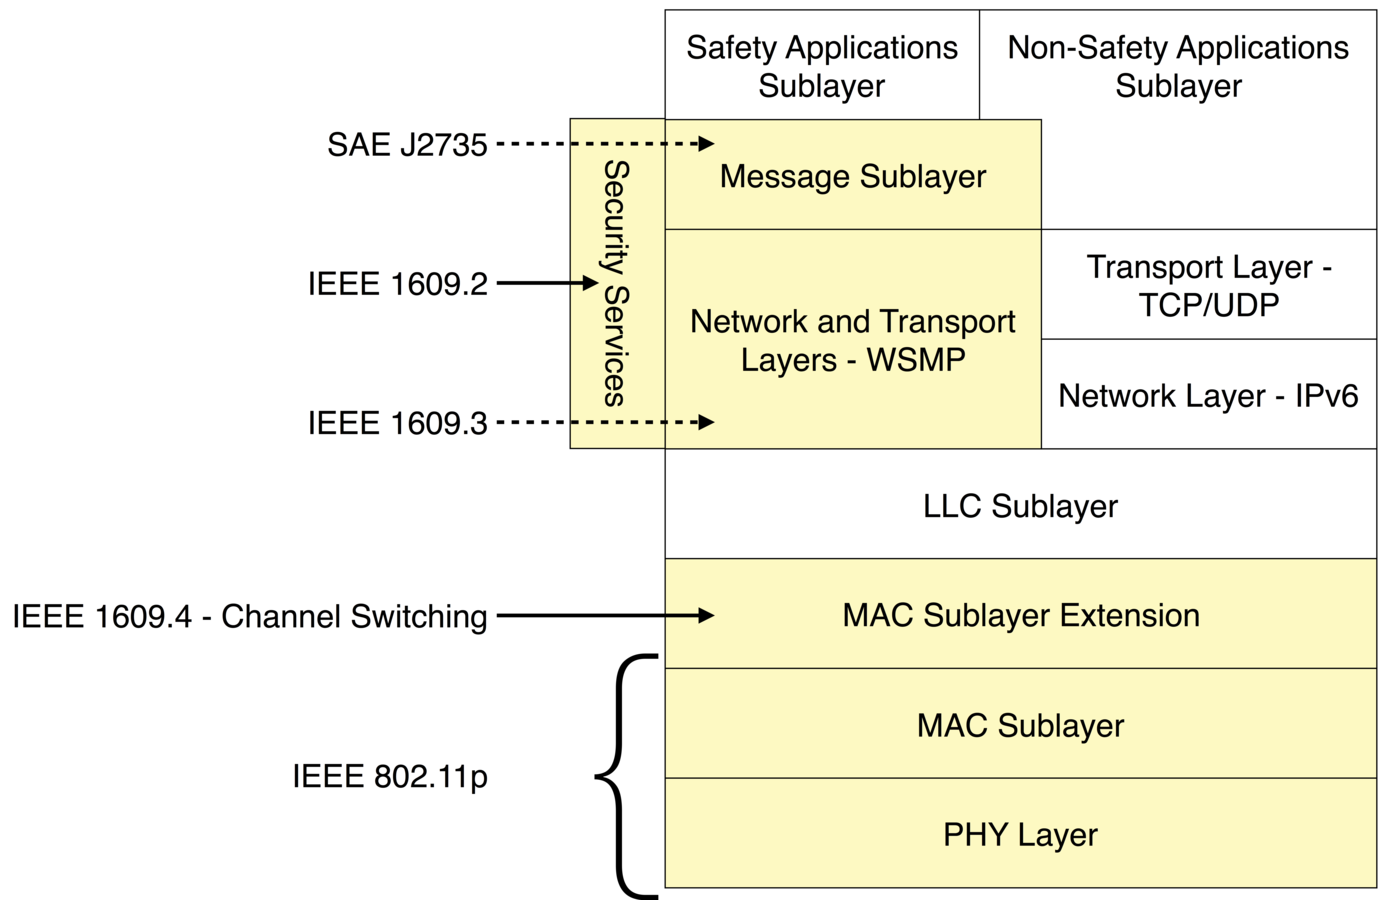 Safety Applications
Sublayer
Non-Safety Applications
Sublayer
SAE J2735
Message Sublayer
Security Services
IEEE 1609.2
Transport Layer -
TCP/UDP
Network and Transport
Layers - WSMP
Network Layer - IPv6
IEEE 1609.3
LLC Sublayer
IEEE 1609.4 - Channel Switching
MAC Sublayer Extension
MAC Sublayer
IEEE 802.11p
PHY Layer